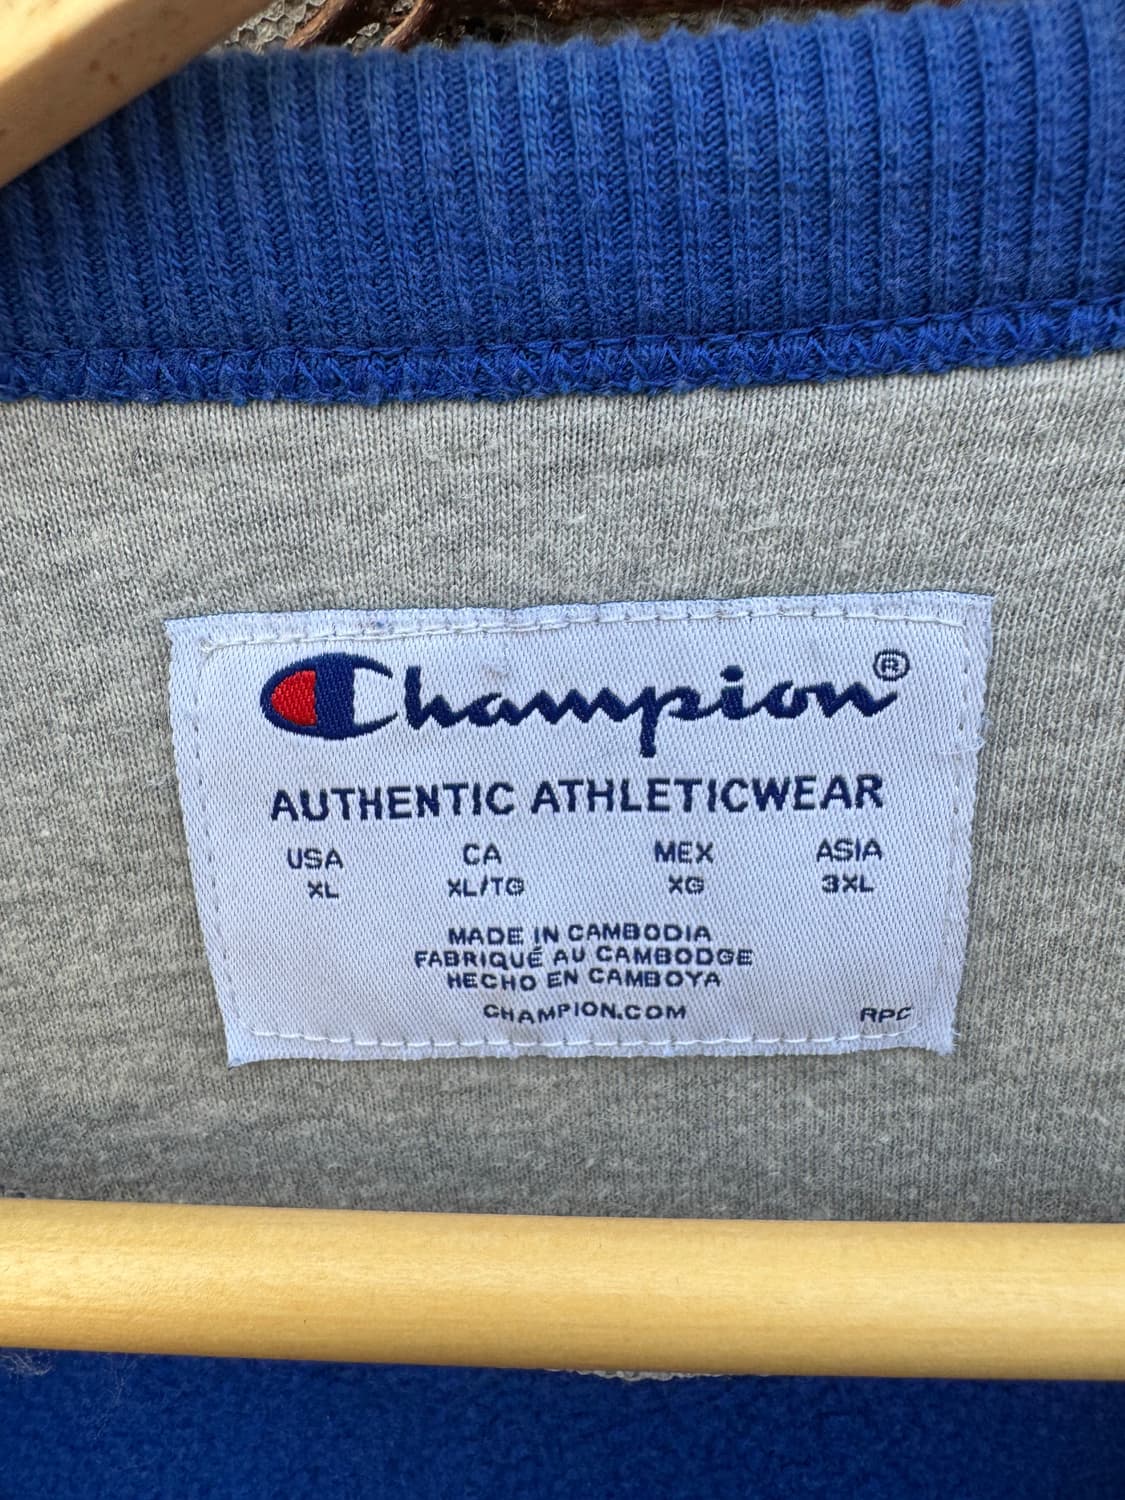 Champion®
AUTHENTIC ATHLETICWEAR
USA CA MEX ASIA
XL XL/TG XG 3XL
MADE IN CAMBODIA
FABRIQUÉ AU CAMBODGE
HECHO EN CAMBOYA
CHAMPION.COM RPC